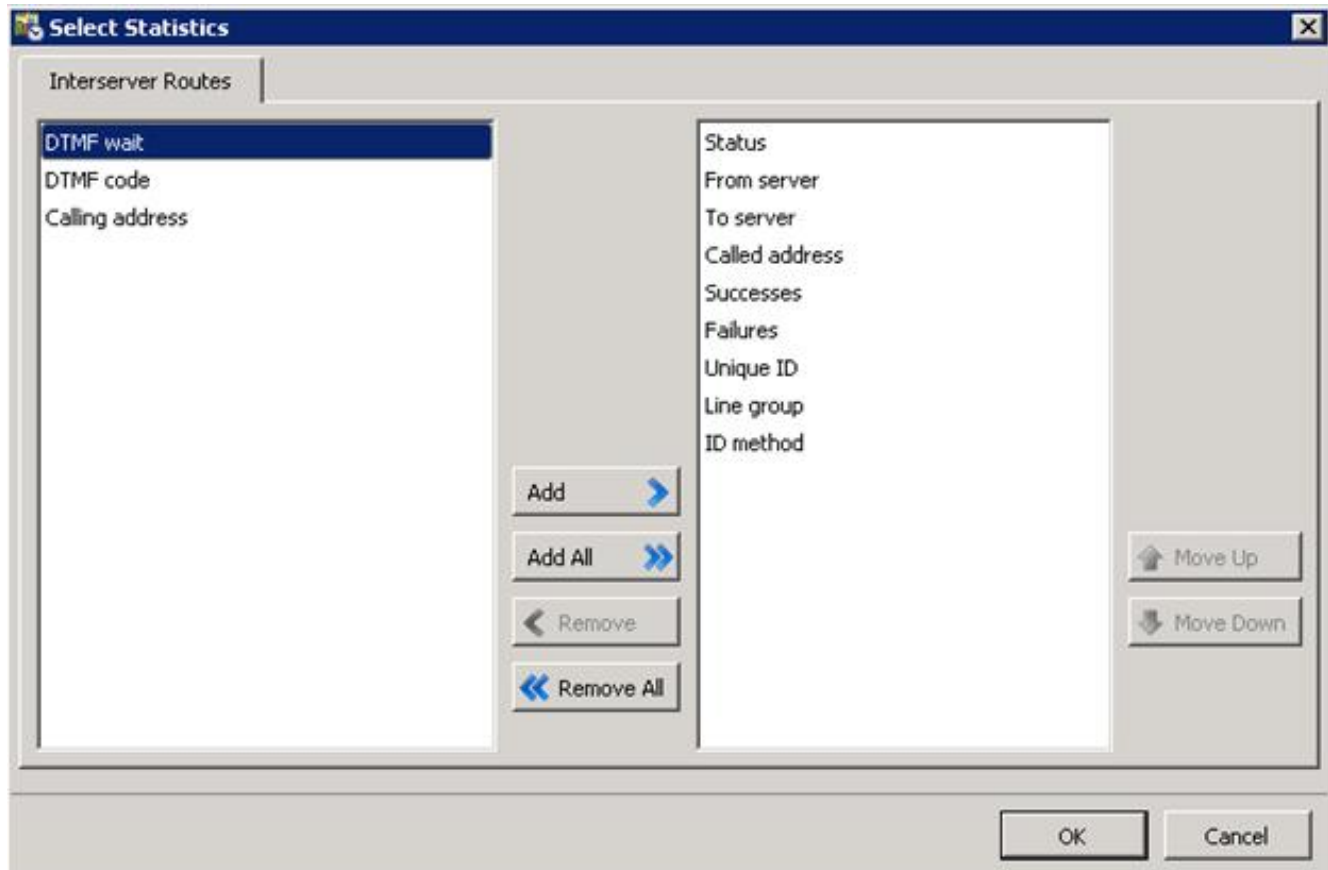 Select Statistics
Interserver Routes
DTMF wait
DTMF code
Calling address
Add
Add All
Remove
Remove All
Status
From server
To server
Called address
Successes
Failures
Unique ID
Line group
ID method
Move Up
Move Down
OK
Cancel